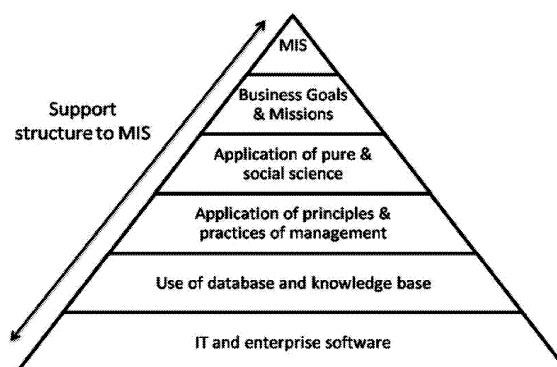 MIS
Support
structure to MIS
Business Goals
& Missions
Application of pure &
social science
Application of principles &
practices of management
Use of database and knowledge base
IT and enterprise software